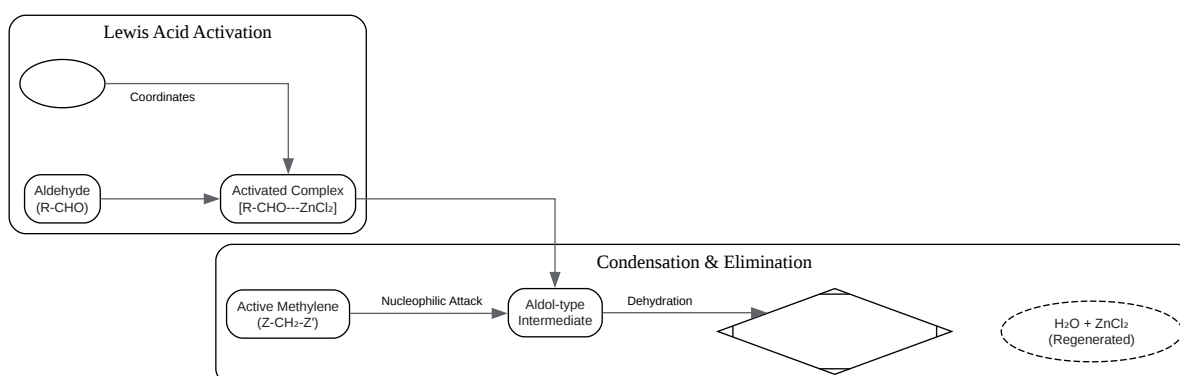 Lewis Acid Activation
Coordinates
Aldehyde
(R-CHO)
Activated Complex
[R-CHO---ZnCl₂]
Condensation & Elimination
Active Methylene
(Z-CH₂-Z')
Nucleophilic Attack
Aldol-type
Intermediate
Dehydration
H₂O + ZnCl₂
(Regenerated)